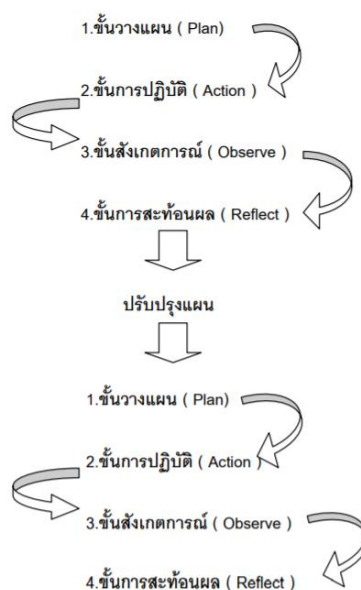 1.ขั้นวางแผน ( Plan)
2.ขั้นการปฏิบัติ ( Action )
3.ขั้นสังเกตการณ์ ( Observe )
4.ขั้นการสะท้อนผล ( Reflect )
ปรับปรุงแผน
1.ขั้นวางแผน ( Plan)
2.ขั้นการปฏิบัติ ( Action )
3.ขั้นสังเกตการณ์ ( Observe )
4.ขั้นการสะท้อนผล ( Reflect )